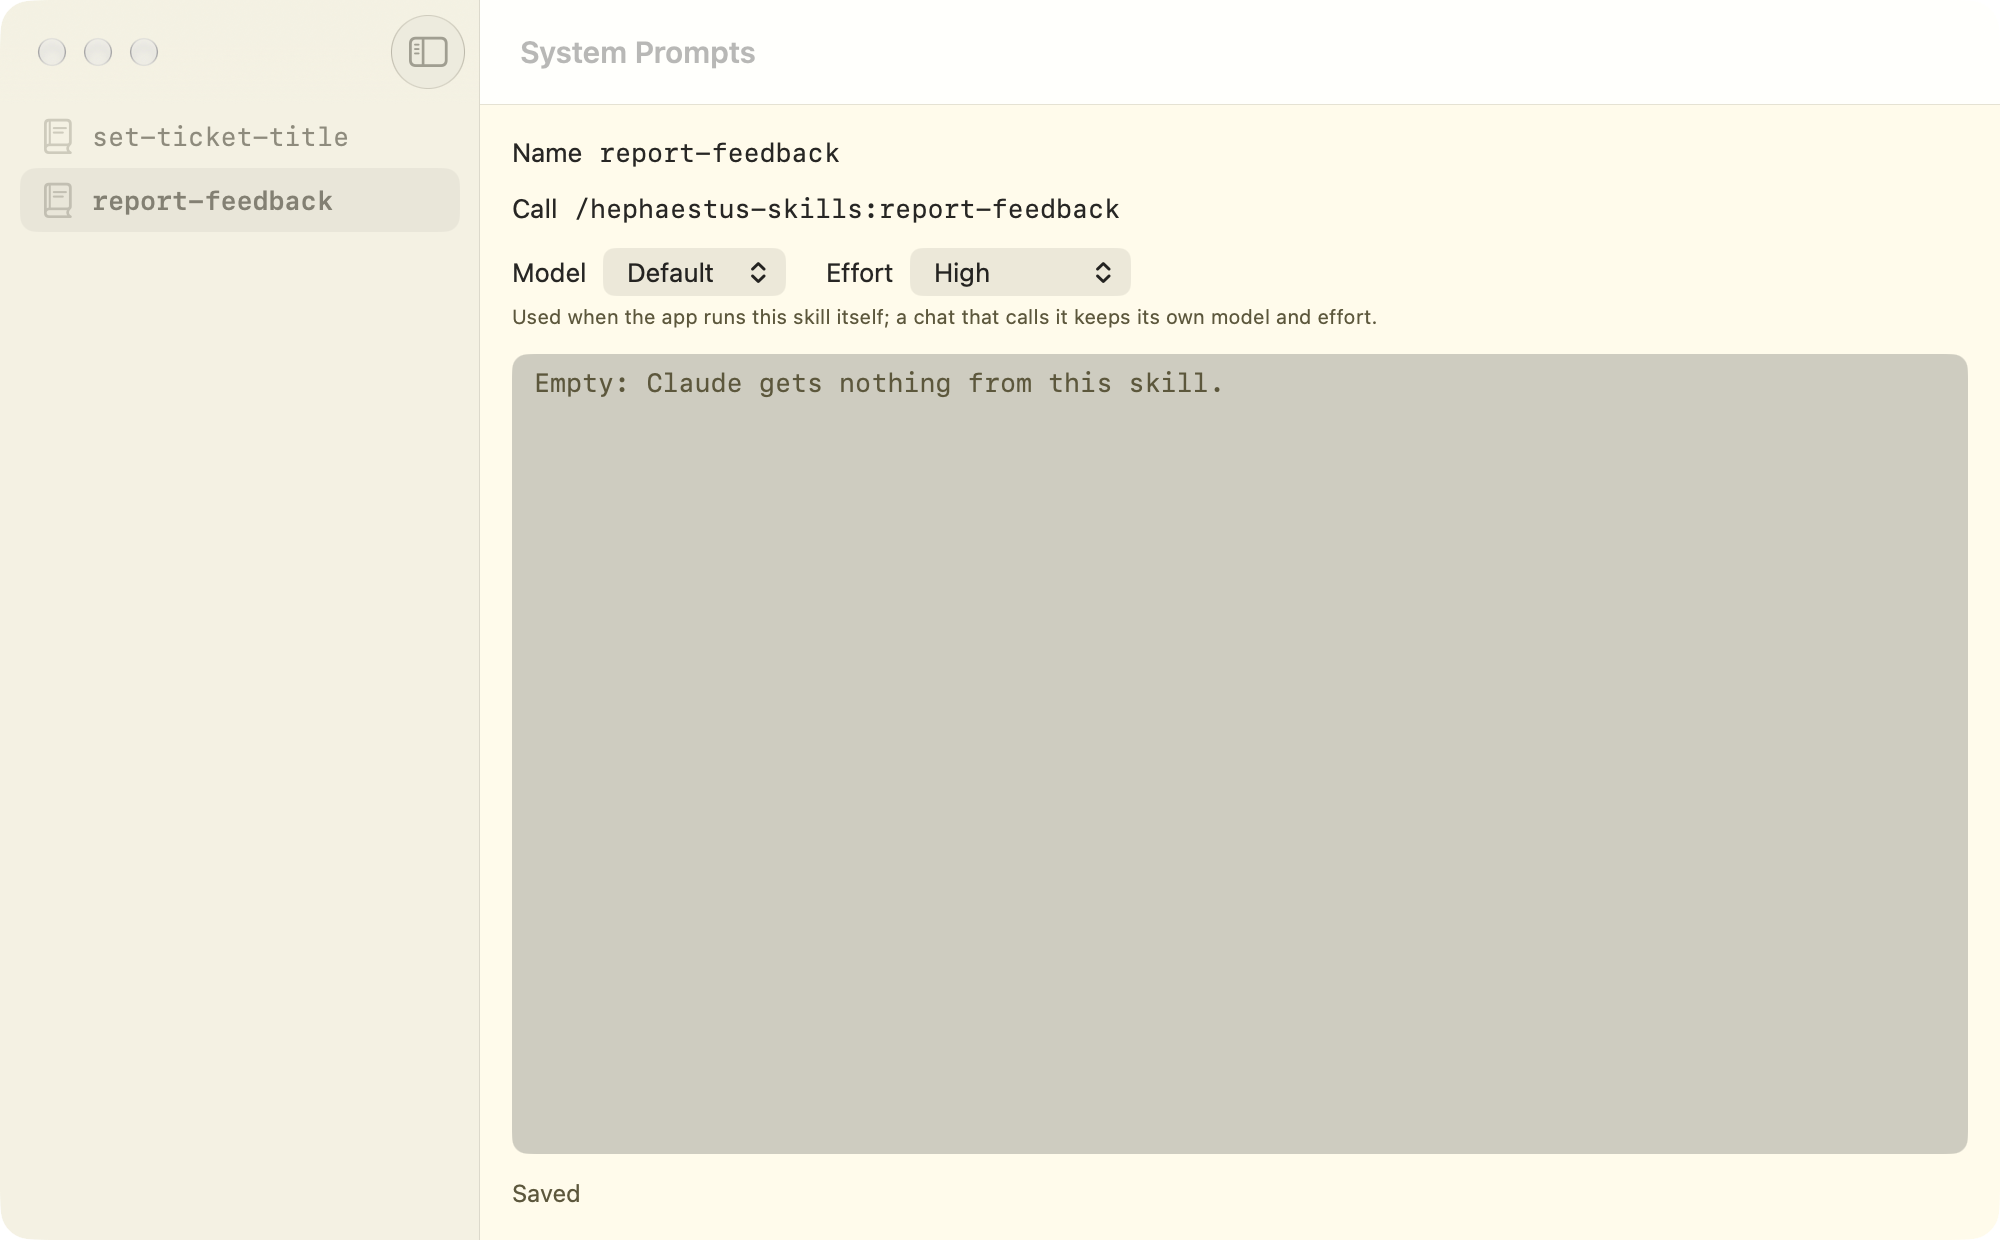 System Prompts
set-ticket-title
report-feedback
Name report-feedback
Call /hephaestus-skills:report-feedback
Model Default Effort High
Used when the app runs this skill itself; a chat that calls it keeps its own model and effort.
Empty: Claude gets nothing from this skill.
Saved